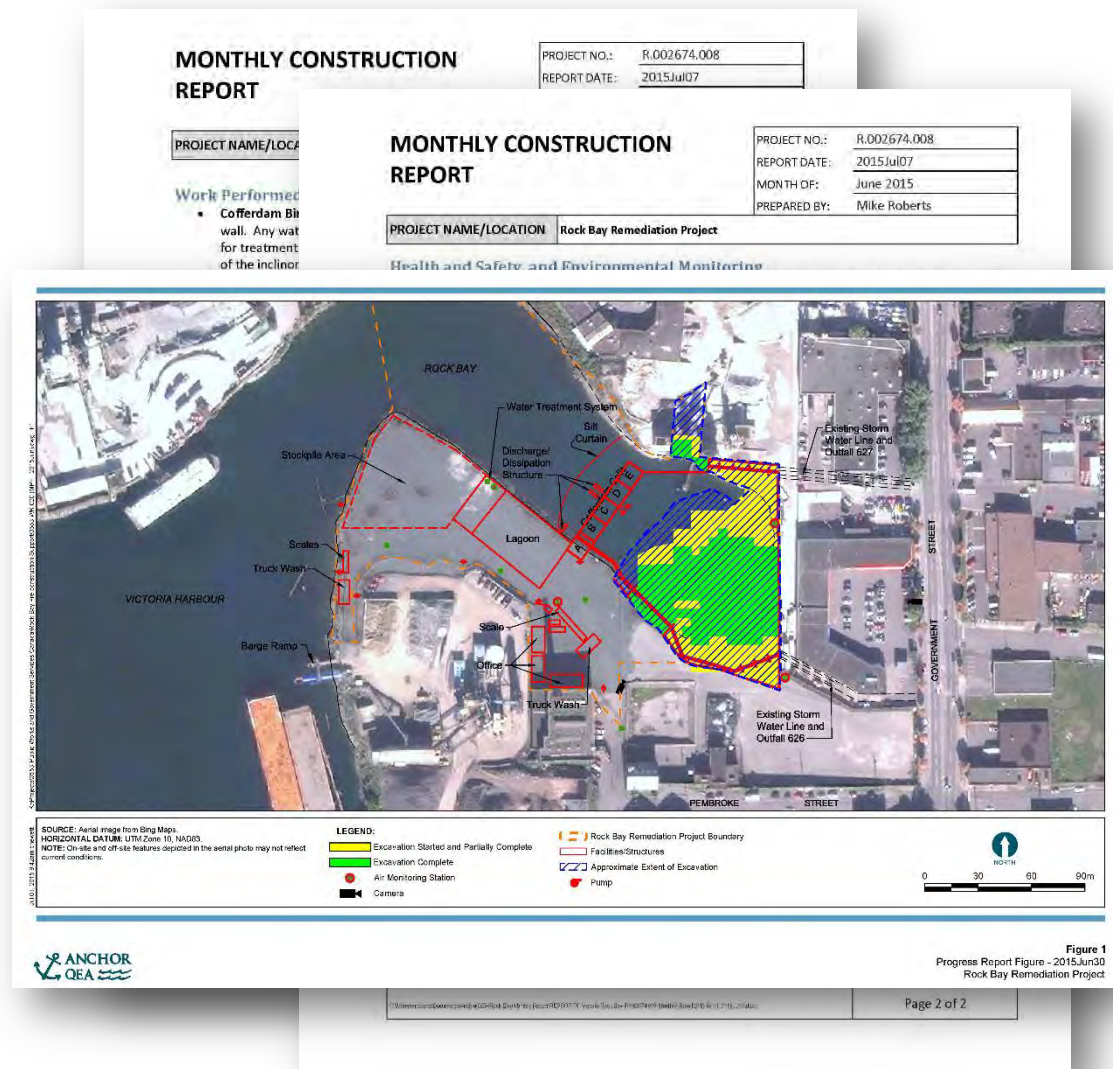 MONTHLY CONSTRUCTION
REPORT
PROJECT NO.: R.002674.008
REPORT DATE: 2015Jul07
PROJECT NAME/LOCA
Work Performed
• Cofferdam Bi
wall. Any wat
for treatment
of the inclino
MONTHLY CONSTRUCTION
REPORT
PROJECT NO.: R.002674.008
REPORT DATE: 2015Jul07
MONTH OF: June 2015
PREPARED BY: Mike Roberts
PROJECT NAME/LOCATION Rock Bay Remediation Project
Health and Safety, and Environmental Monitoring
ROCK BAY
Water Treatment System
Silt
Curtain
Stockpile Area
Discharge/
Dissipation
Structure
Existing Storm
Water Line and
Outfall 627
A B C D E
Lagoon
Scales
Truck Wash
VICTORIA HARBOUR
Scale
Barge Ramp
Office
Truck Wash
STREET
GOVERNMENT
Existing Storm
Water Line and
Outfall 626
PEMBROKE STREET
SOURCE: Aerial image from Bing Maps.
HORIZONTAL DATUM: UTM Zone 10, NAD83.
NOTE: On-site and off-site features depicted in the aerial photo may not reflect
current conditions.
LEGEND:
Excavation Started and Partially Complete
Excavation Complete
Air Monitoring Station
Camera
Rock Bay Remediation Project Boundary
Facilities/Structures
Approximate Extent of Excavation
Pump
NORTH
0 30 60 90m
ANCHOR
QEA
Figure 1
Progress Report Figure - 2015Jun30
Rock Bay Remediation Project
Page 2 of 2